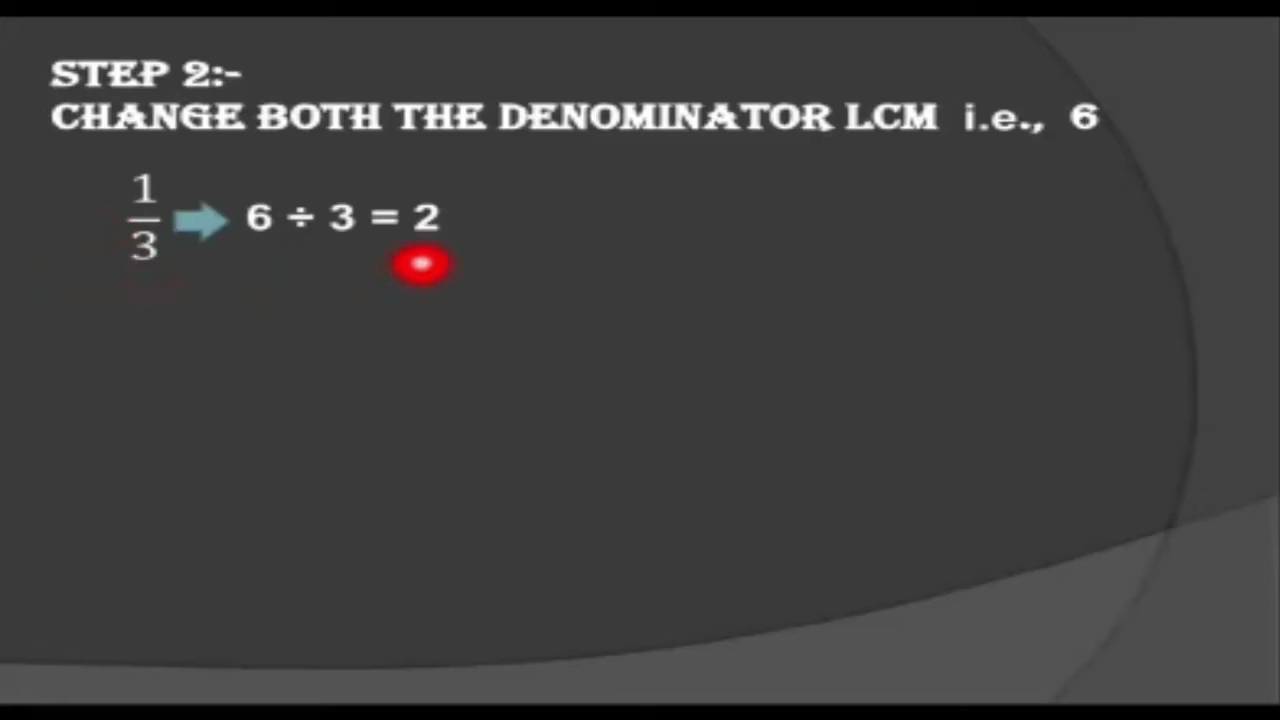 STEP 2:-
CHANGE BOTH THE DENOMINATOR LCM i.e., 6
1/3 ➡ 6 ÷ 3 = 2